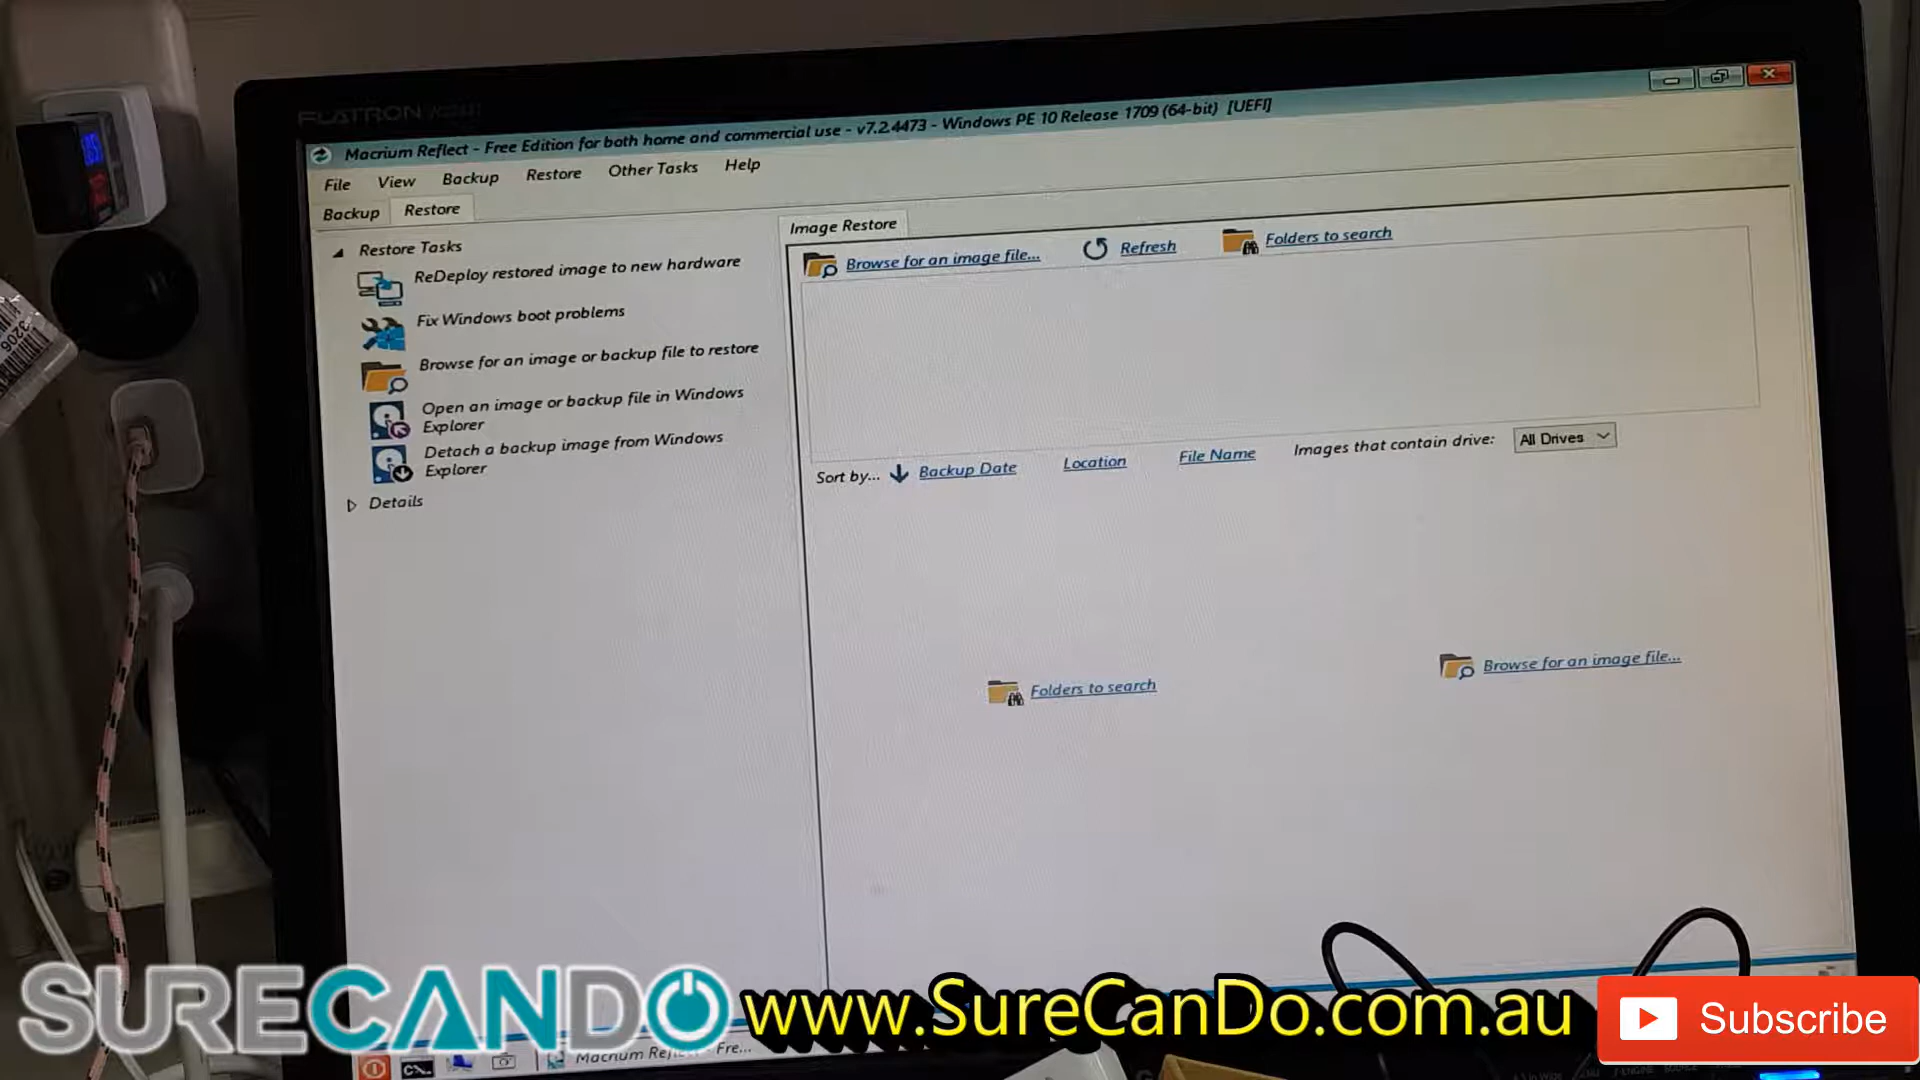 FLATRON
Macrium Reflect - Free Edition for both home and commercial use - v7.2.4473 - Windows PE 10 Release 1709 (64-bit) [UEFI]
File View Backup Restore Other Tasks Help
Backup Restore
Restore Tasks
ReDeploy restored image to new hardware
Fix Windows boot problems
Browse for an image or backup file to restore
Open an image or backup file in Windows
Explorer
Detach a backup image from Windows
Explorer
Details
Image Restore
Browse for an image file... Refresh Folders to search
Sort by... Backup Date Location File Name Images that contain drive: All Drives
Folders to search Browse for an image file...
3206
SURECANDO www.SureCanDo.com.au Subscribe
Macrium Refl Fre...